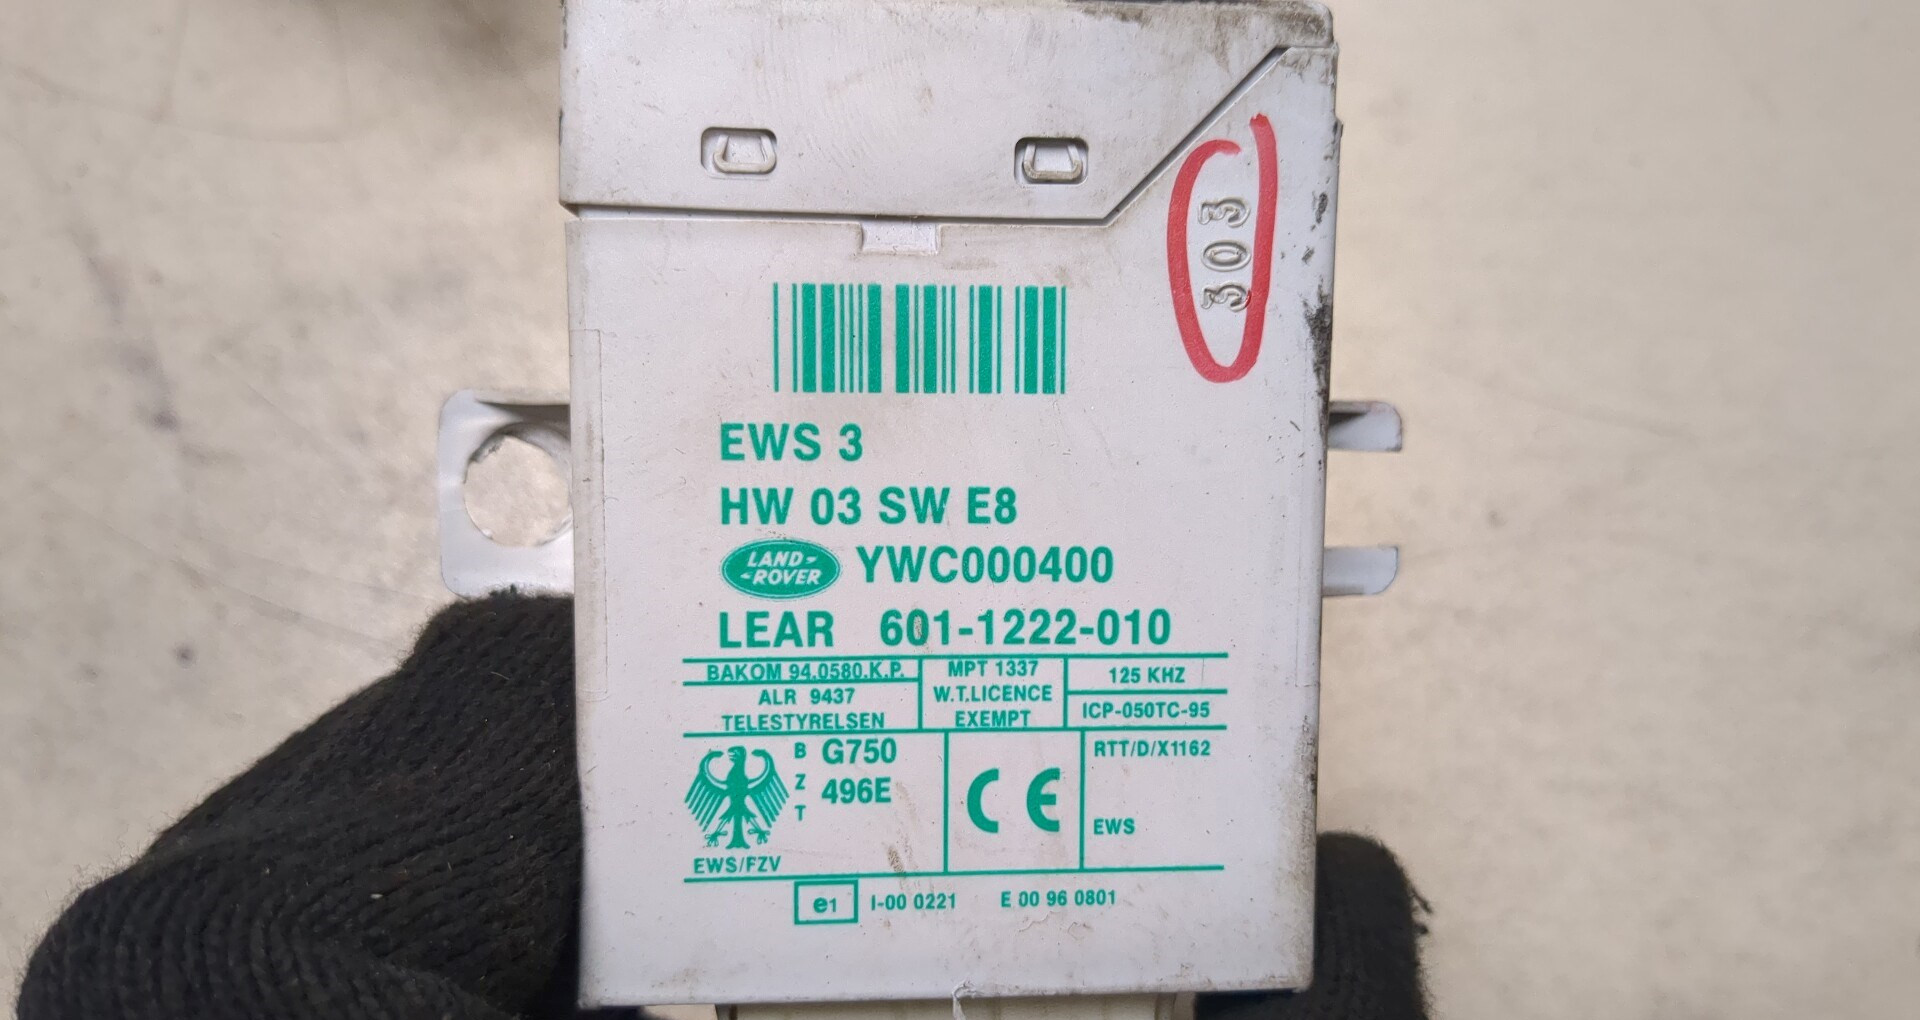 303
EWS 3
HW 03 SW E8
LAND
ROVER
YWC000400
LEAR 601-1222-010
BAKOM 94.0580.K.P.
ALR 9437
TELESTYRELSEN
MPT 1337
W.T.LICENCE
EXEMPT
125 KHZ
ICP-050TC-95
BZT
G750
496E
EWS/FZV
CE
RTT/D/X1162
EWS
e1 I-00 0221 E 00 96 0801